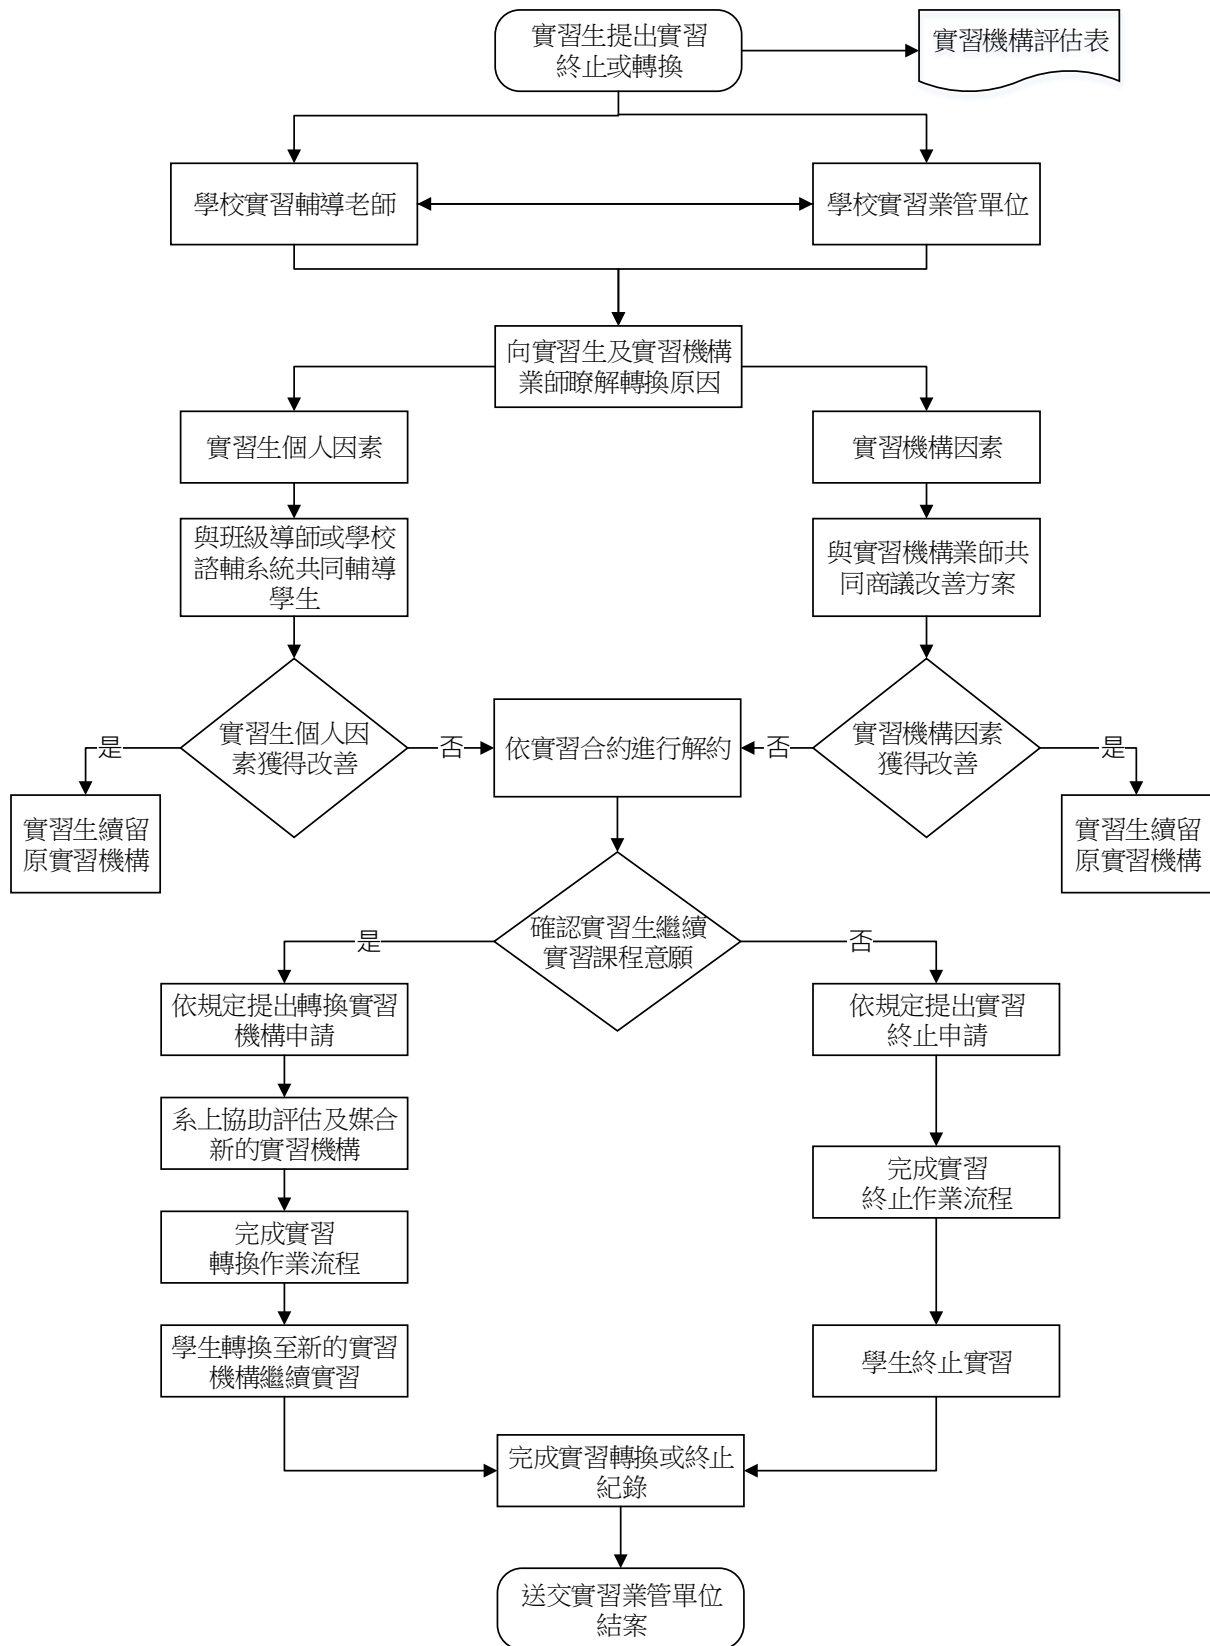 實習生提出實習
終止或轉換
實習機構評估表
學校實習輔導老師
學校實習業管單位
向實習生及實習機構
業師瞭解轉換原因
實習生個人因素
實習機構因素
與班級導師或學校
諮輔系統共同輔導
學生
與實習機構業師共
同商議改善方案
實習生個人因
素獲得改善
是
否
依實習合約進行解約
實習機構因素
獲得改善
否
是
實習生續留
原實習機構
實習生續留
原實習機構
確認實習生繼續
實習課程意願
是
否
依規定提出轉換實習
機構申請
依規定提出實習
終止申請
系上協助評估及媒合
新的實習機構
完成實習
終止作業流程
完成實習
轉換作業流程
學生轉換至新的實習
機構繼續實習
學生終止實習
完成實習轉換或終止
紀錄
送交實習業管單位
結案